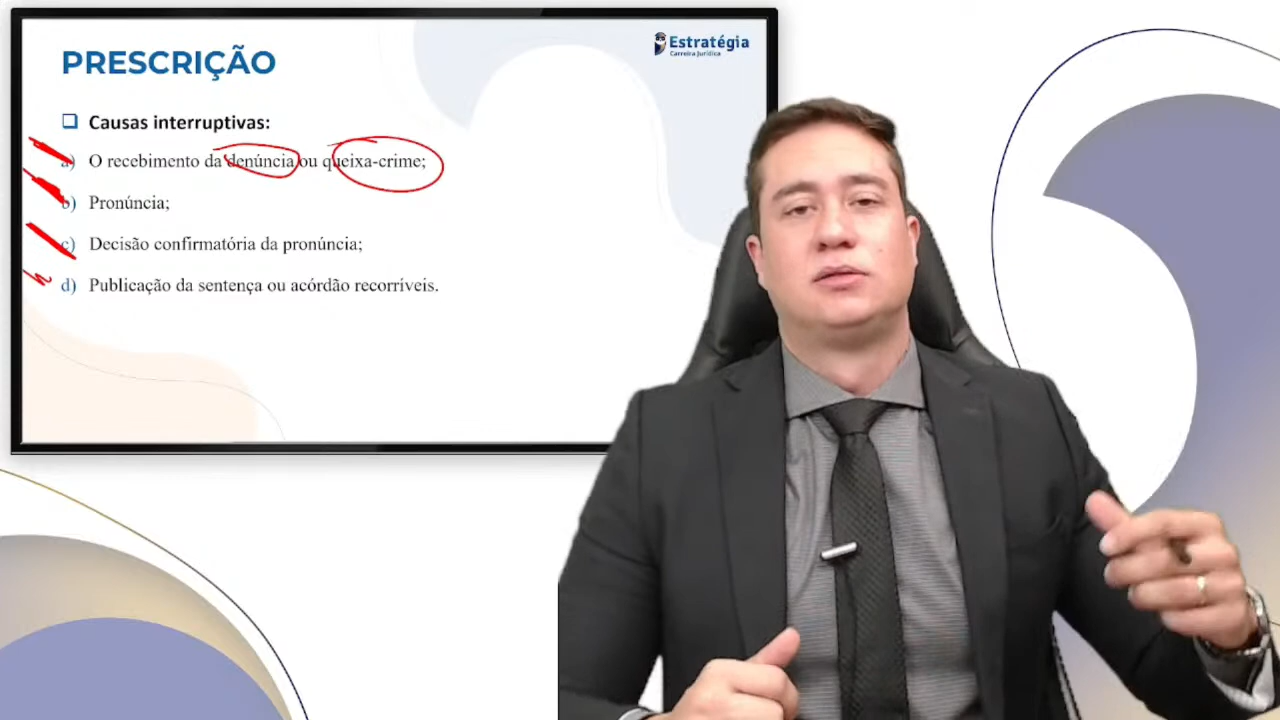 PRESCRIÇÃO
Estratégia
Carreira Jurídica
Causas interruptivas:
a) O recebimento da denúncia ou queixa-crime;
b) Pronúncia;
c) Decisão confirmatória da pronúncia;
d) Publicação da sentença ou acórdão recorríveis.